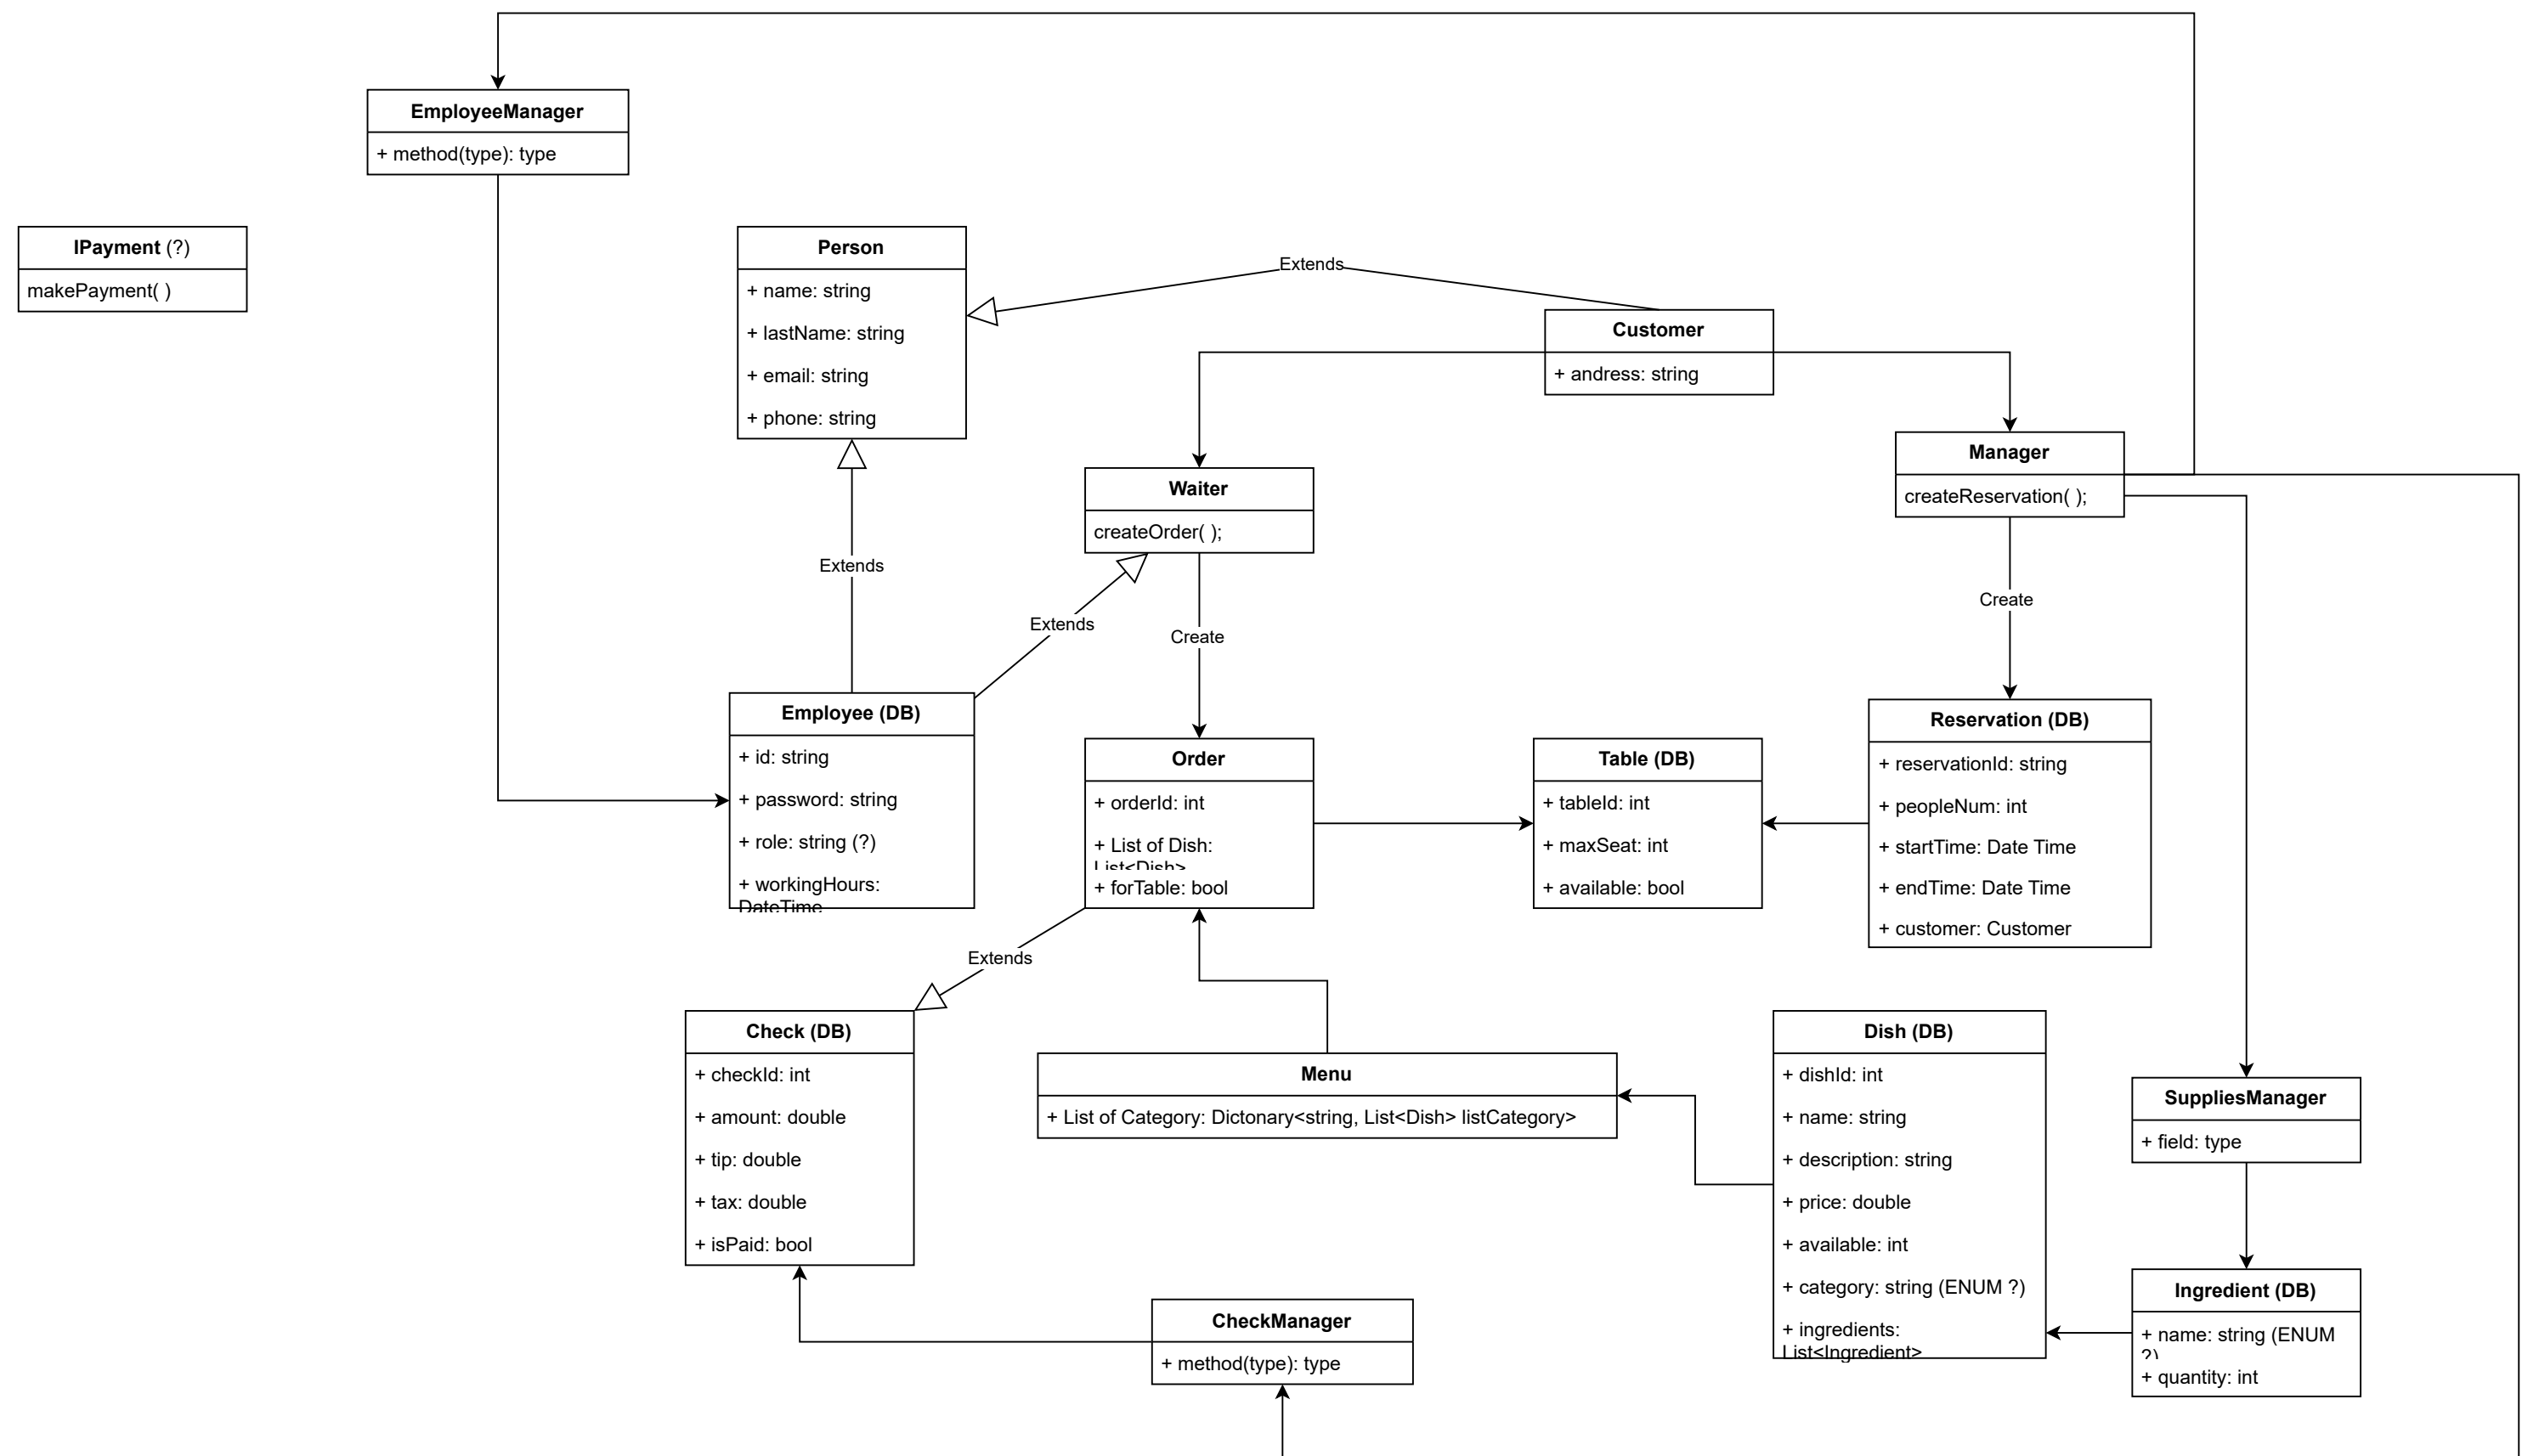 EmployeeManager
+ method(type): type
IPayment (?)
makePayment( )
Person
+ name: string
+ lastName: string
+ email: string
+ phone: string
Extends
Customer
+ andress: string
Manager
createReservation( );
Waiter
createOrder( );
Extends
Extends
Create
Create
Employee (DB)
+ id: string
+ password: string
+ role: string (?)
+ workingHours:
DateTime
Order
+ orderId: int
+ List of Dish:
List<Dish>
+ forTable: bool
Table (DB)
+ tableId: int
+ maxSeat: int
+ available: bool
Reservation (DB)
+ reservationId: string
+ peopleNum: int
+ startTime: Date Time
+ endTime: Date Time
+ customer: Customer
Extends
Check (DB)
+ checkId: int
+ amount: double
+ tip: double
+ tax: double
+ isPaid: bool
Menu
+ List of Category: Dictonary<string, List<Dish> listCategory>
Dish (DB)
+ dishId: int
+ name: string
+ description: string
+ price: double
+ available: int
+ category: string (ENUM ?)
+ ingredients:
List<Ingredient>
SuppliesManager
+ field: type
Ingredient (DB)
+ name: string (ENUM
?)
+ quantity: int
CheckManager
+ method(type): type